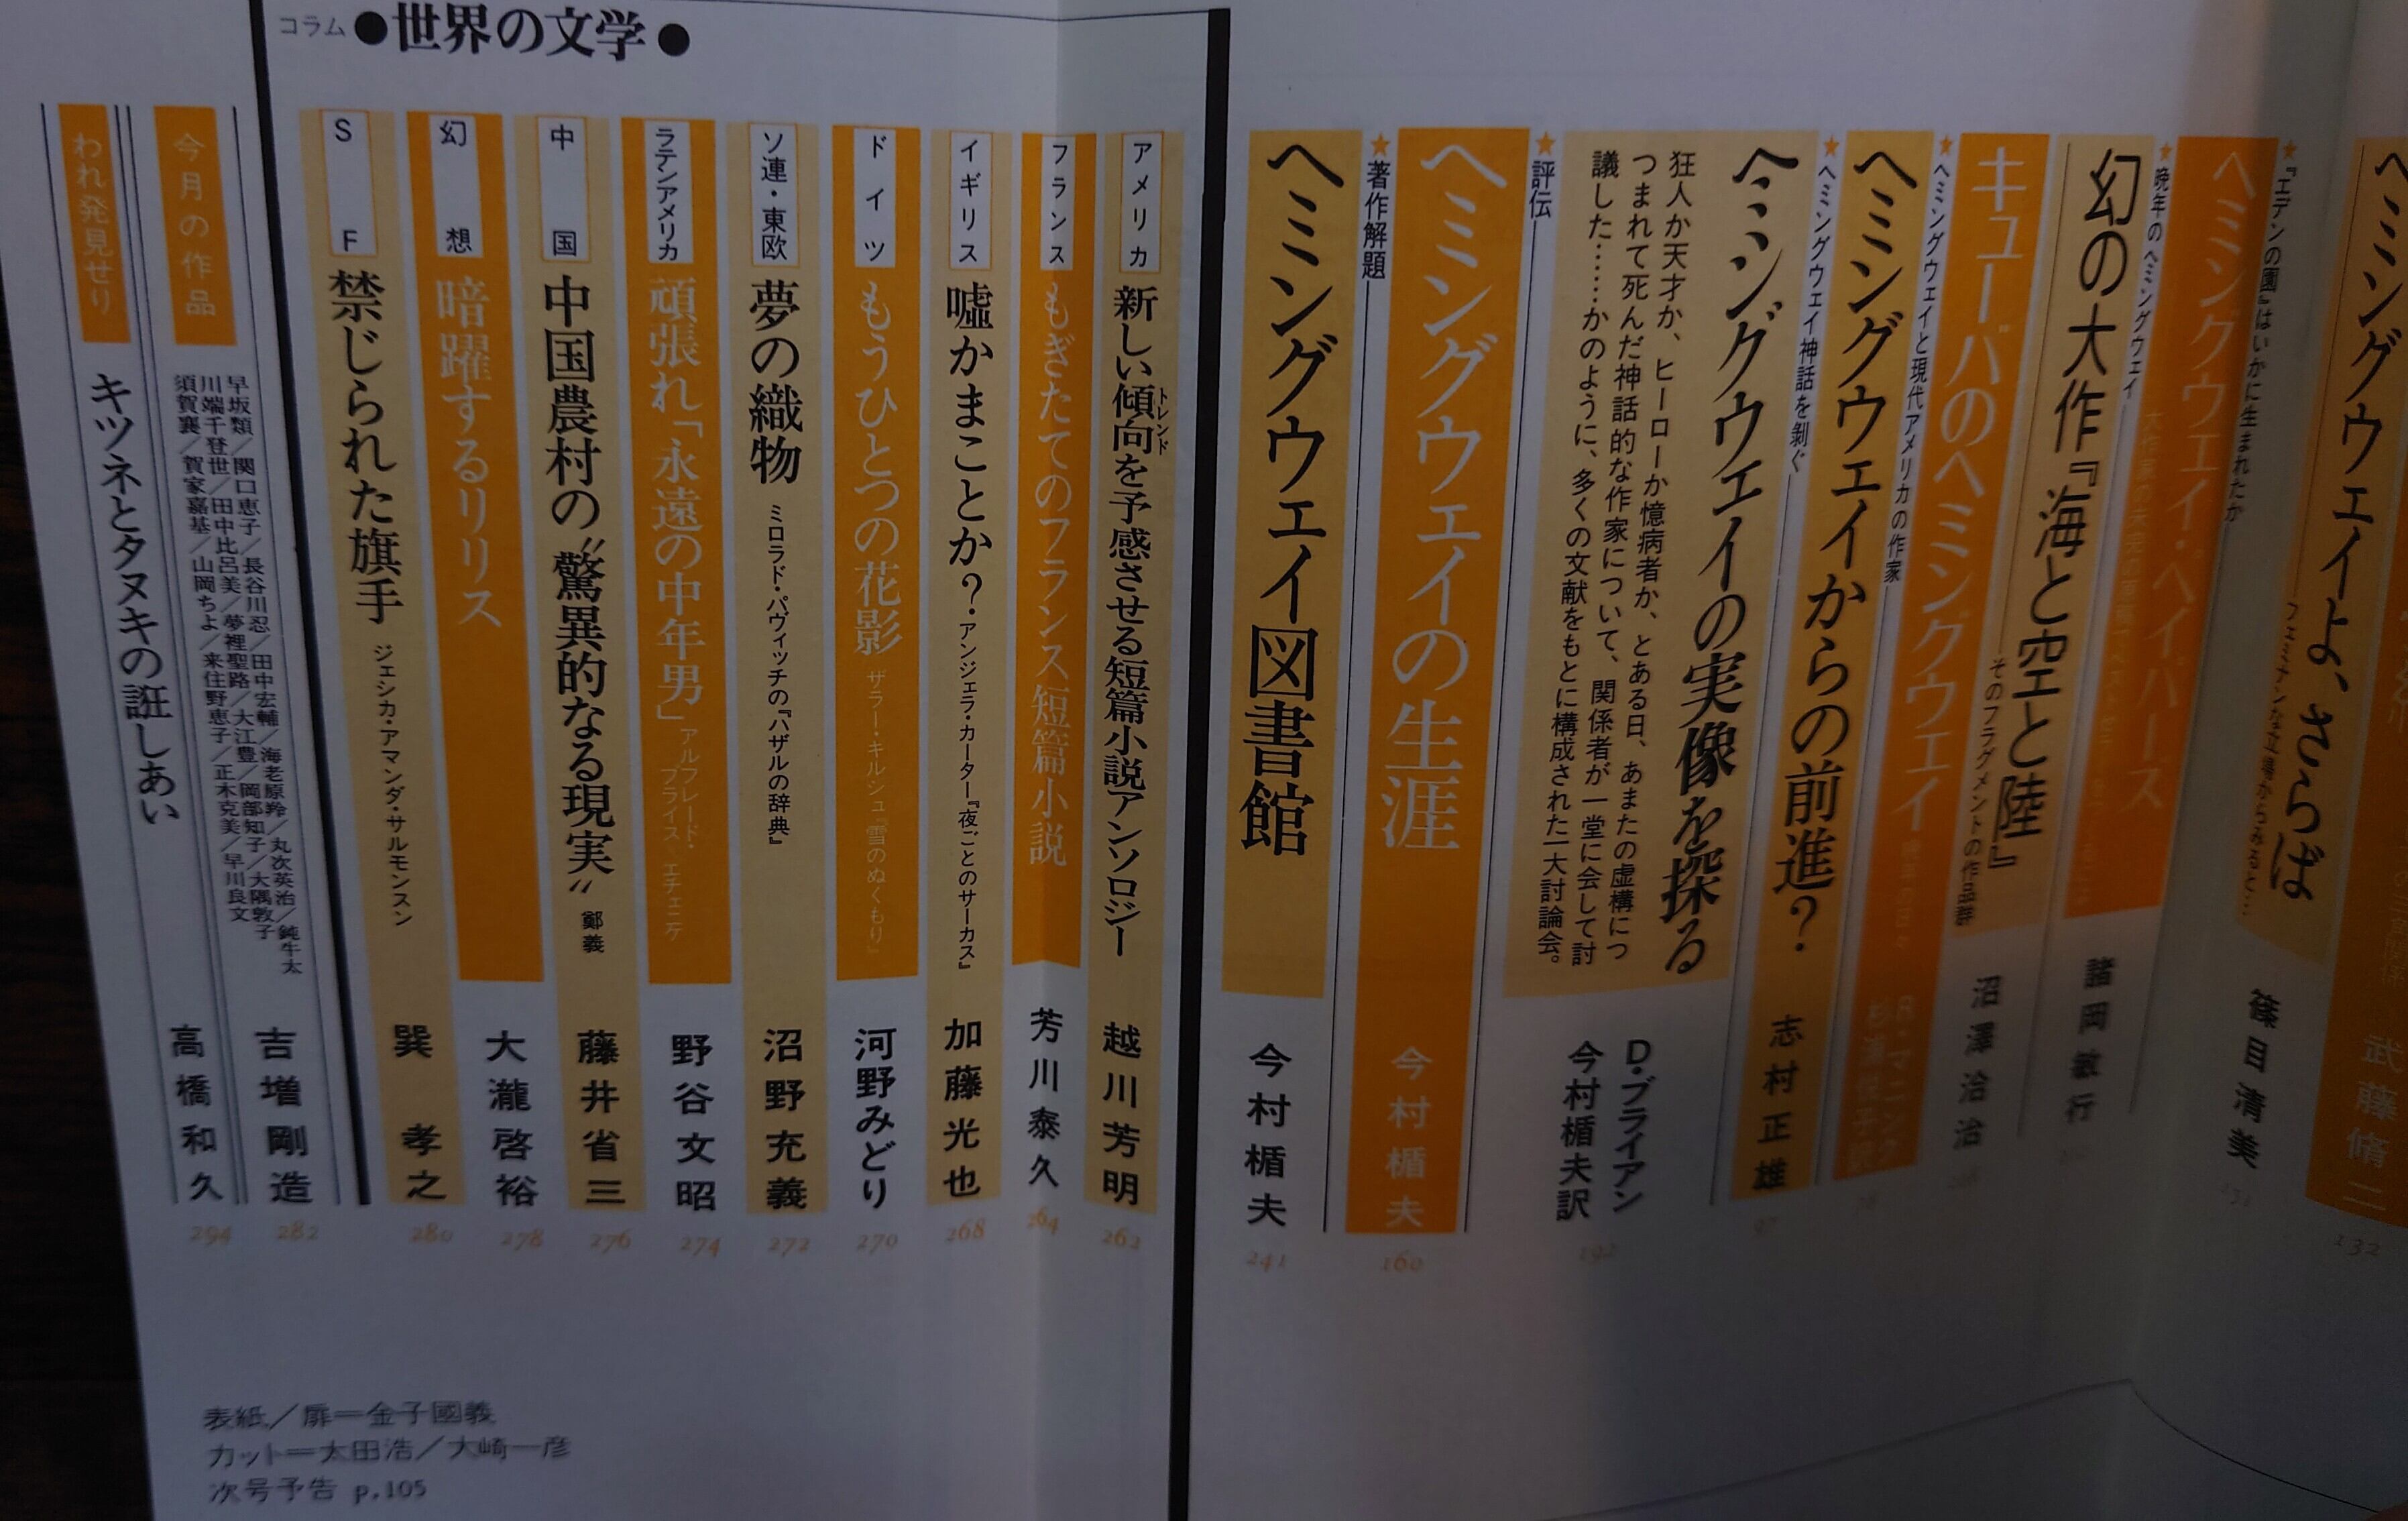 ヘミングウェイ
武藤脩二
132
ヘミングウェイよ、さらば
篠目清美
★『エデンの園』はいかに生まれたか
ヘミングウェイ・ペイパーズ
★晩年のヘミングウェイ
幻の大作『海と空と陸』
そのフラグメントの作品群
諸岡敏行
キューバのヘミングウェイ
沼澤洽治
★ヘミングウェイと現代アメリカの作家
ヘミングウェイからの前進?
志村正雄
97
★ヘミングウェイ神話を剥ぐ
ヘミングウェイの実像を探る
狂人か天才か、ヒーローか憶病者か、とある日、あまたの虚構につ
つまれて死んだ神話的な作家について、関係者が一堂に会して討
議した……かのように、多くの文献をもとに構成された一大討論会。
D・ブライアン
今村楯夫訳
192
★評伝
ヘミングウェイの生涯
今村楯夫
160
★著作解題
ヘミングウェイ図書館
今村楯夫
241
コラム●世界の文学●
アメリカ 新しい傾向を予感させる短篇小説アンソロジー 越川芳明 262
トレンド
フランス もぎたてのフランス短篇小説 芳川泰久 264
イギリス 嘘かまことか?・アンジェラ・カーター『夜ごとのサーカス』 加藤光也 268
ドイツ もうひとつの花影 ザラー・キルシュ『雪のぬくもり』 河野みどり 270
ソ連・東欧 夢の織物 ミロラド・パヴィッチの『ハザルの辞典』 沼野充義 272
ラテンアメリカ 頑張れ「永遠の中年男」 アルフレード・
ブライス・エチェニケ 野谷文昭 274
中国 中国農村の〝驚異的なる現実〟 鄭義 藤井省三 276
幻想 暗躍するリリス 大瀧啓裕 278
SF 禁じられた旗手 ジェシカ・アマンダ・サルモンスン 巽孝之 280
今月の作品
早坂類／関口恵子／長谷川忍／田中宏輔／海老原羚／丸次英治／鈍牛太
川端千登世／田中比呂美／夢裡聖路／大江豊／岡部知子／大隅敦子
須賀襄／賀家嘉基／山岡ちよ／来住野恵子／正木克美／早川良文
吉増剛造
282
われ発見せり
キツネとタヌキの誑しあい
高橋和久
294
表紙／扉＝金子國義
カット＝太田浩／大崎一彦
次号予告 p.105